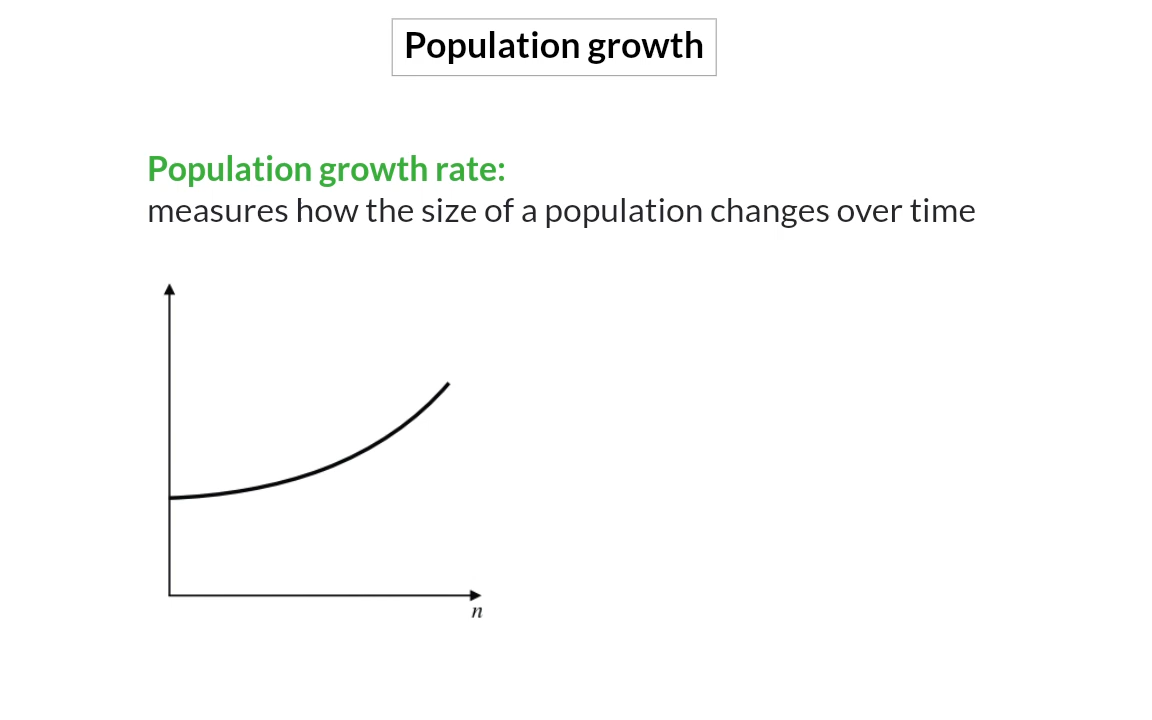 Population growth
Population growth rate:
measures how the size of a population changes over time
n